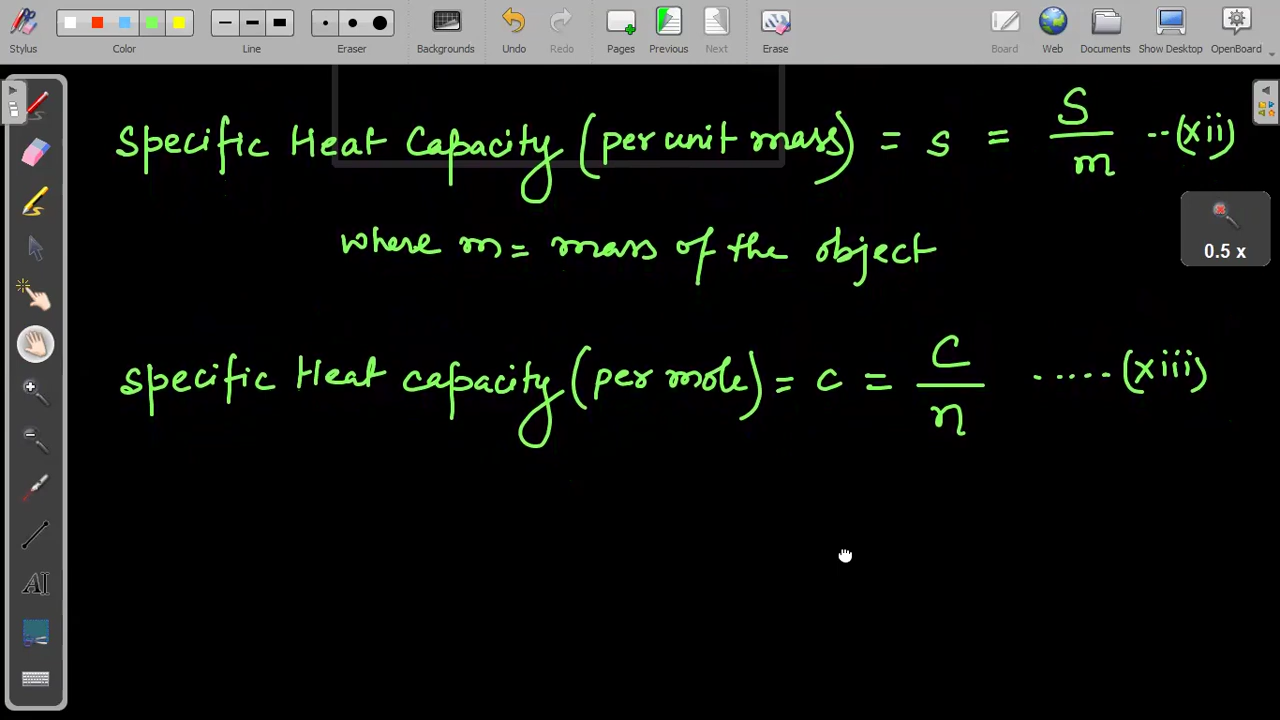 Stylus Color Line Eraser Backgrounds Undo Redo Pages Previous Next Erase Board Web Documents Show Desktop OpenBoard
Specific Heat Capacity (per unit mass) = s = S/m ..(xii)
0.5 x
where m = mass of the object
Specific Heat capacity (per mole) = c = C/n .....(xiii)
AI